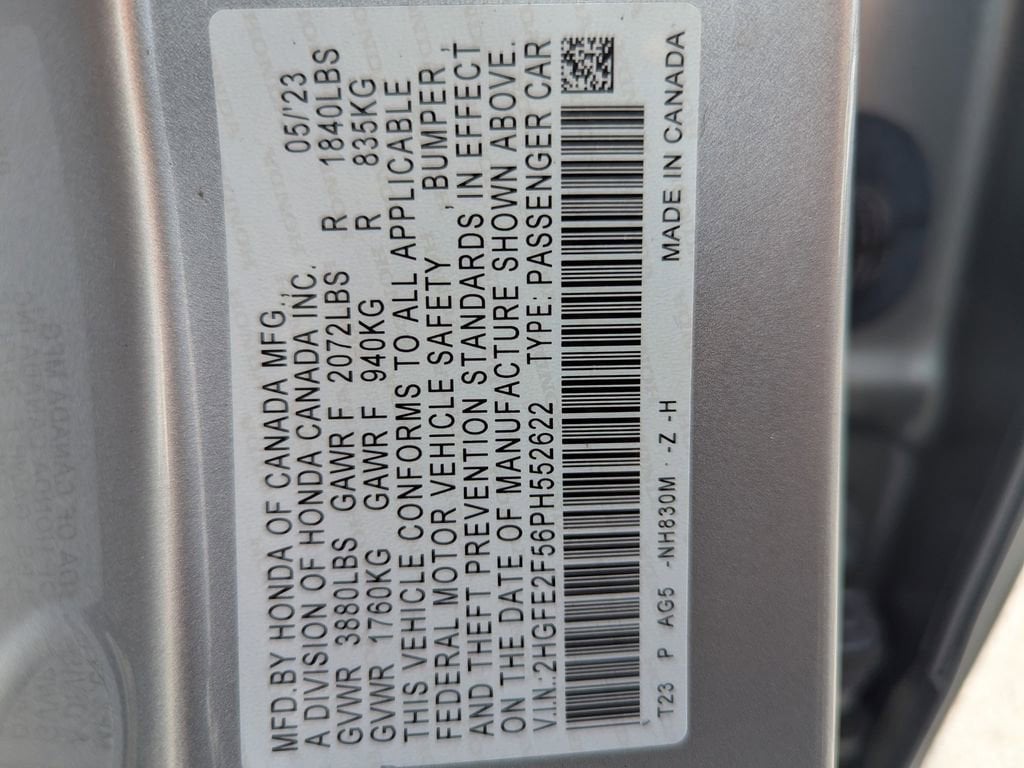 MFD.BY HONDA OF CANADA MFG., 05/'23
A DIVISION OF HONDA CANADA INC.
GVWR 3880LBS GAWR F 2072LBS R 1840LBS
GVWR 1760KG GAWR F 940KG R 835KG
THIS VEHICLE CONFORMS TO ALL APPLICABLE
FEDERAL MOTOR VEHICLE SAFETY , BUMPER ,
AND THEFT PREVENTION STANDARDS IN EFFECT
ON THE DATE OF MANUFACTURE SHOWN ABOVE.
V.I.N.:2HGFE2F56PH552622 TYPE: PASSENGER CAR
T23 P AG5 -NH830M · -Z -H MADE IN CANADA